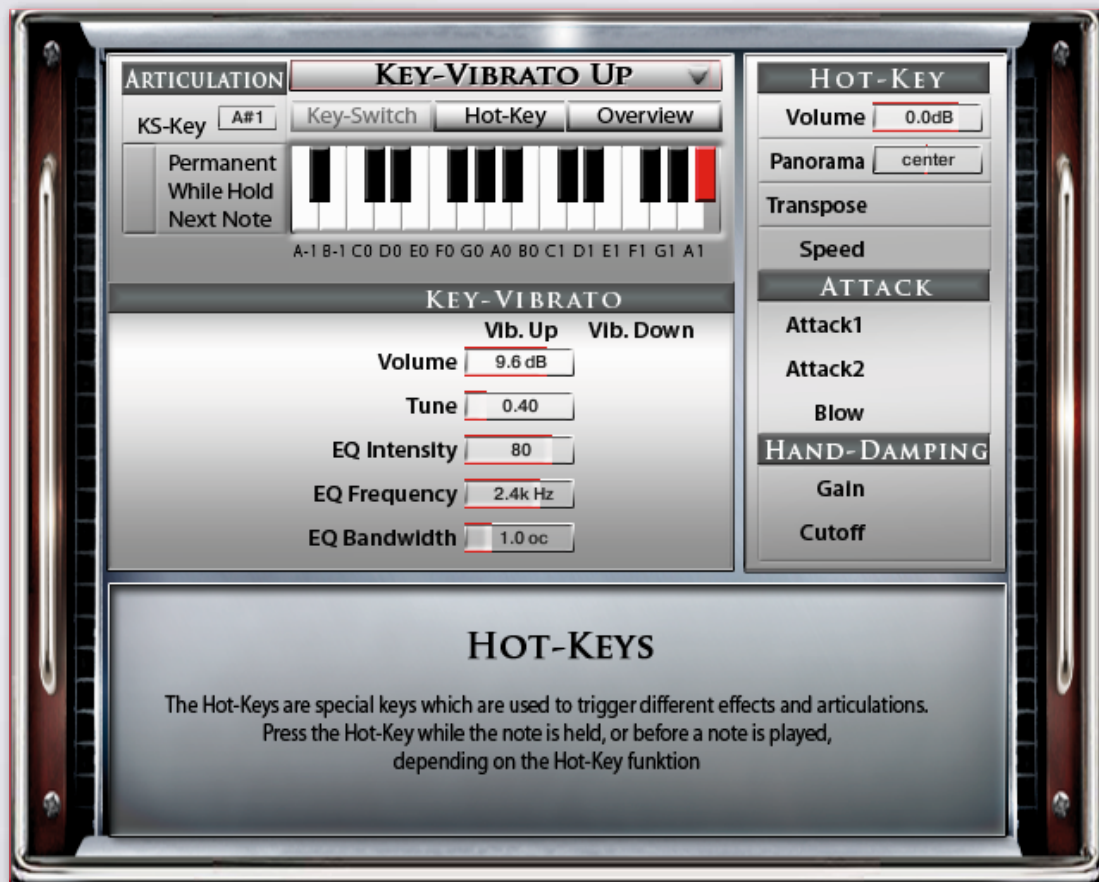 ARTICULATION
KEY-VIBRATO UP
KS-Key A#1
Key-Switch Hot-Key Overview
Permanent
While Hold
Next Note
A-1 B-1 C0 D0 E0 F0 G0 A0 B0 C1 D1 E1 F1 G1 A1
KEY-VIBRATO
Vib. Up Vib. Down
Volume 9.6 dB
Tune 0.40
EQ Intensity 80
EQ Frequency 2.4k Hz
EQ Bandwidth 1.0 oc
HOT-KEY
Volume 0.0dB
Panorama center
Transpose
Speed
ATTACK
Attack1
Attack2
Blow
HAND-DAMPING
Gain
Cutoff
HOT-KEYS
The Hot-Keys are special keys which are used to trigger different effects and articulations.
Press the Hot-Key while the note is held, or before a note is played,
depending on the Hot-Key funktion